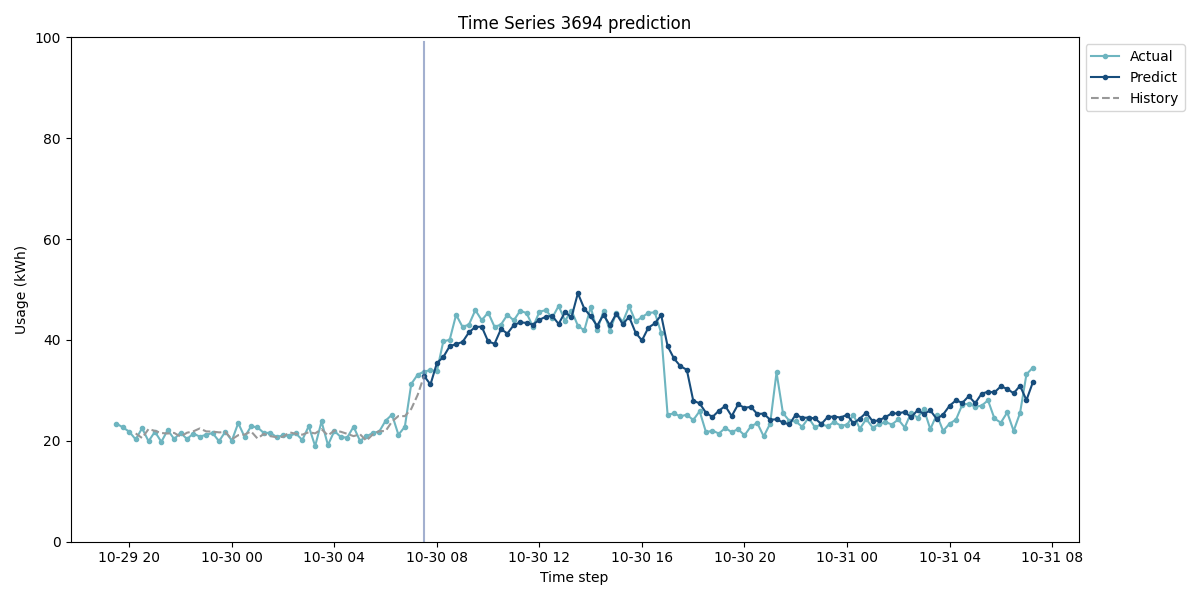 Time Series 3694 prediction
100
80
60
40
20
0
Usage (kWh)
10-29 20
10-30 00
10-30 04
10-30 08
10-30 12
10-30 16
10-30 20
10-31 00
10-31 04
10-31 08
Time step
Actual
Predict
History